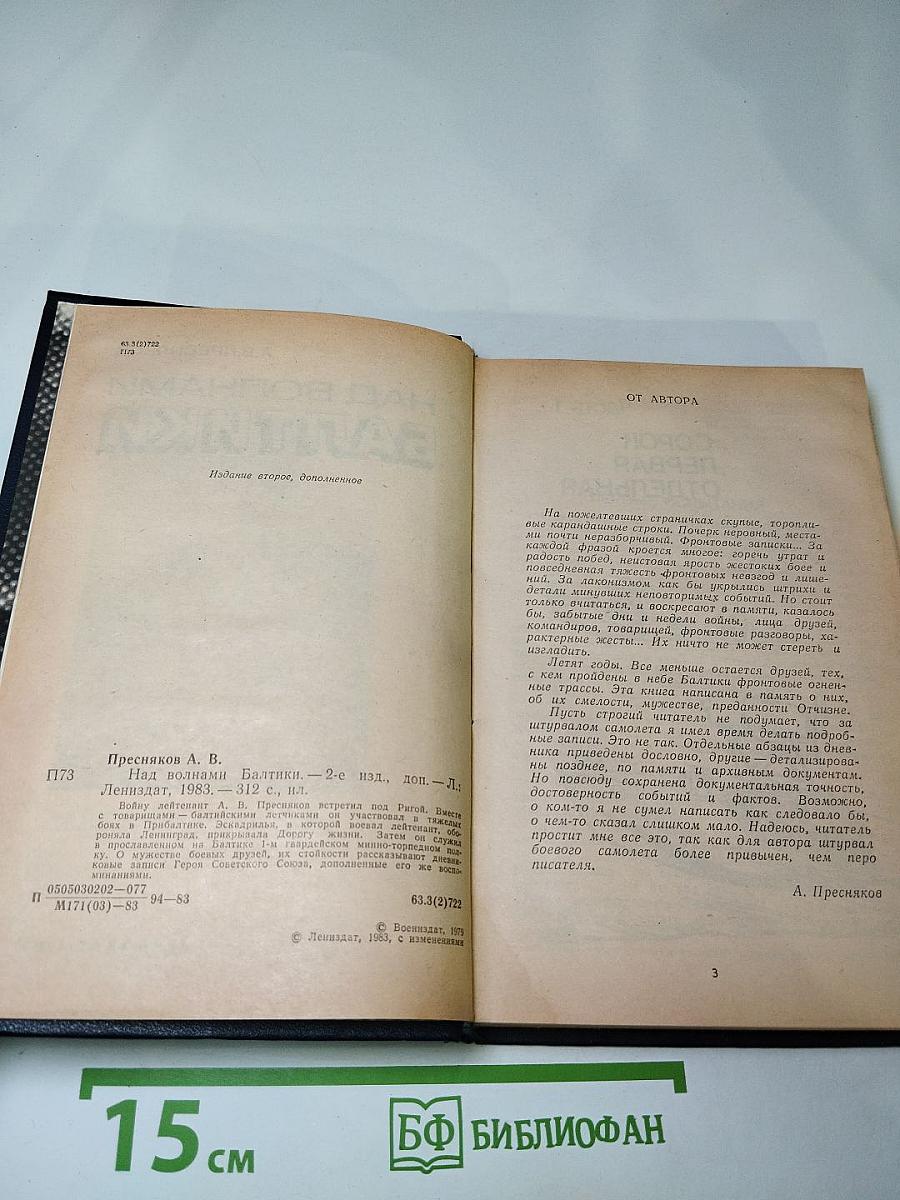 63.3(2)722
П73
Издание второе, дополненное
Пресняков А. В.
П73 Над волнами Балтики. — 2-е изд., доп. — Л.:
Лениздат, 1983. — 312 с., ил.
Войну лейтенант А. В. Пресняков встретил под Ригой. Вместе
с товарищами — балтийскими летчиками он участвовал в тяжелых
боях в Прибалтике. Эскадрилья, в которой воевал лейтенант, обо-
роняла Ленинград, прикрывала Дорогу жизни. Затем он служил
в прославленном на Балтике 1-м гвардейском минно-торпедном пол-
ку. О мужестве боевых друзей, их стойкости рассказывают дневни-
ковые записи Героя Советского Союза, дополненные его же воспо-
минаниями.
П 0505030202—077
М171(03)—83 94—83 63.3(2)722
© Воениздат, 1979
© Лениздат, 1983, с изменениями
ОТ АВТОРА
На пожелтевших страничках скупые, торопли-
вые карандашные строки. Почерк неровный, места-
ми почти неразборчивый. Фронтовые записки... За
каждой фразой кроется многое: горечь утрат и
радость побед, неистовая ярость жестоких боев и
повседневная тяжесть фронтовых невзгод и лише-
ний. За лаконизмом как бы укрылись штрихи и
детали минувших неповторимых событий. Но стоит
только вчитаться, и воскресают в памяти, казалось
бы, забытые дни и недели войны, лица друзей,
командиров, товарищей, фронтовые разговоры, ха-
рактерные жесты... Их ничто не может стереть и
изгладить.
Летят годы. Все меньше остается друзей, тех,
с кем пройдены в небе Балтики фронтовые огнен-
ные трассы. Эта книга написана в память о них,
об их смелости, мужестве, преданности Отчизне.
Пусть строгий читатель не подумает, что за
штурвалом самолета я имел время делать подроб-
ные записи. Это не так. Отдельные абзацы из днев-
ника приведены дословно, другие — детализирова-
ны позднее, по памяти и архивным документам.
Но повсюду сохранена документальная точность,
достоверность событий и фактов. Возможно,
о ком-то я не сумел написать как следовало бы,
о чем-то сказал слишком мало. Надеюсь, читатель
простит мне все это, так как для автора штурвал
боевого самолета более привычен, чем перо
писателя.
А. Пресняков
3
15 см
БФ БИБЛИОФАН